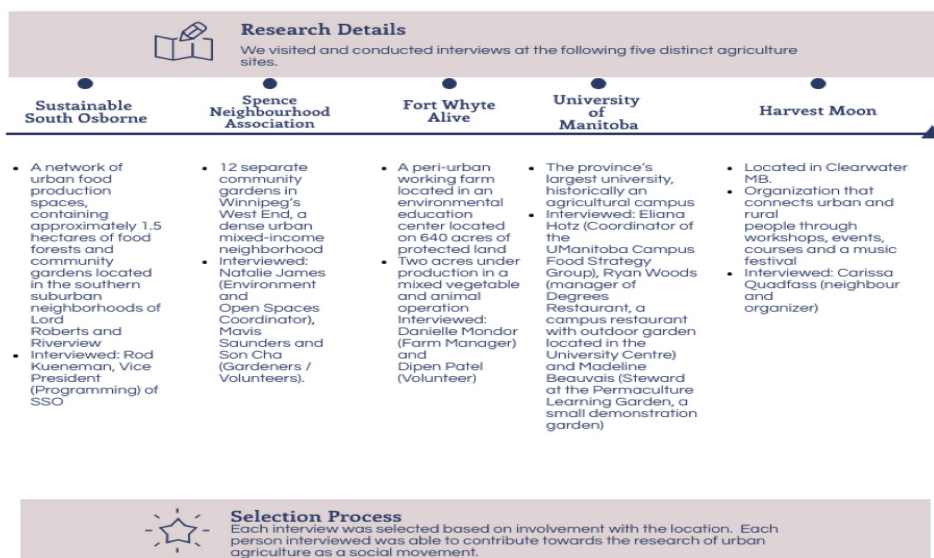 Research Details
We visited and conducted interviews at the following five distinct agriculture
sites.
Sustainable
South Osborne
• A network of
urban food
production
spaces,
containing
approximately 1.5
hectares of food
forests and
community
gardens located
in the southern
suburban
neighborhoods of
Lord
Roberts and
Riverview
• Interviewed: Rod
Kueneman, Vice
President
(Programming) of
SSO
Spence
Neighbourhood
Association
• 12 separate
community
gardens in
Winnipeg's
West End, a
dense urban
mixed-income
neighborhood
• Interviewed:
Natalie James
(Environment
and
Open Spaces
Coordinator),
Mavis
Saunders and
Son Cha
(Gardeners /
Volunteers).
Fort Whyte
Alive
• A peri-urban
working farm
located in an
environmental
education
center located
on 640 acres of
protected land
• Two acres under
production in a
mixed vegetable
and animal
operation
Interviewed:
Danielle Mondor
(Farm Manager)
and
Dipen Patel
(Volunteer)
University
of
Manitoba
• The province's
largest university,
historically an
agricultural campus
• Interviewed: Eliana
Hotz (Coordinator of
the
UManitoba Campus
Food Strategy
Group), Ryan Woods
(manager of
Degrees
Restaurant, a
campus restaurant
with outdoor garden
located in the
University Centre)
and Madeline
Beauvais (Steward
at the Permaculture
Learning Garden, a
small demonstration
garden)
Harvest Moon
• Located in Clearwater
MB.
• Organization that
connects urban and
rural
people through
workshops, events,
courses and a music
festival
• Interviewed: Carissa
Quadfass (neighbour
and
organizer)
Selection Process
Each interview was selected based on involvement with the location. Each
person interviewed was able to contribute towards the research of urban
agriculture as a social movement.